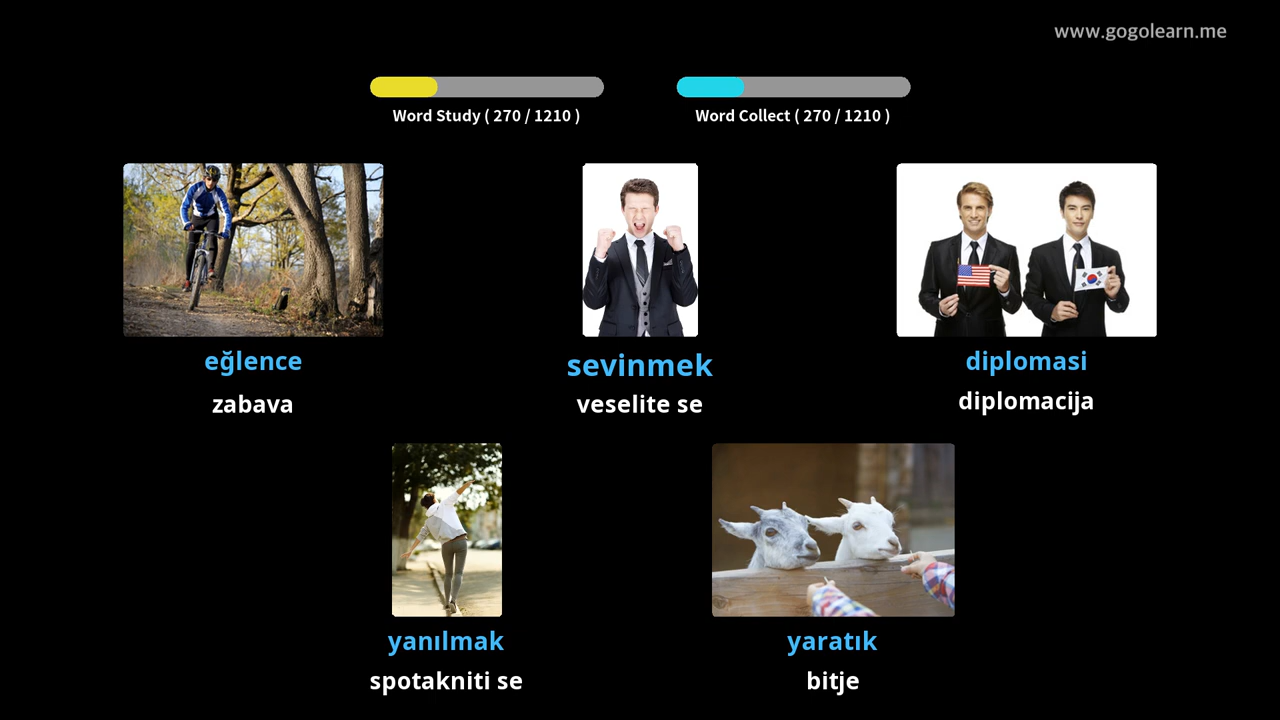 www.gogolearn.me
Word Study ( 270 / 1210 )
Word Collect ( 270 / 1210 )
eğlence
zabava
sevinmek
veselite se
diplomasi
diplomacija
yanılmak
spotakniti se
yaratık
bitje